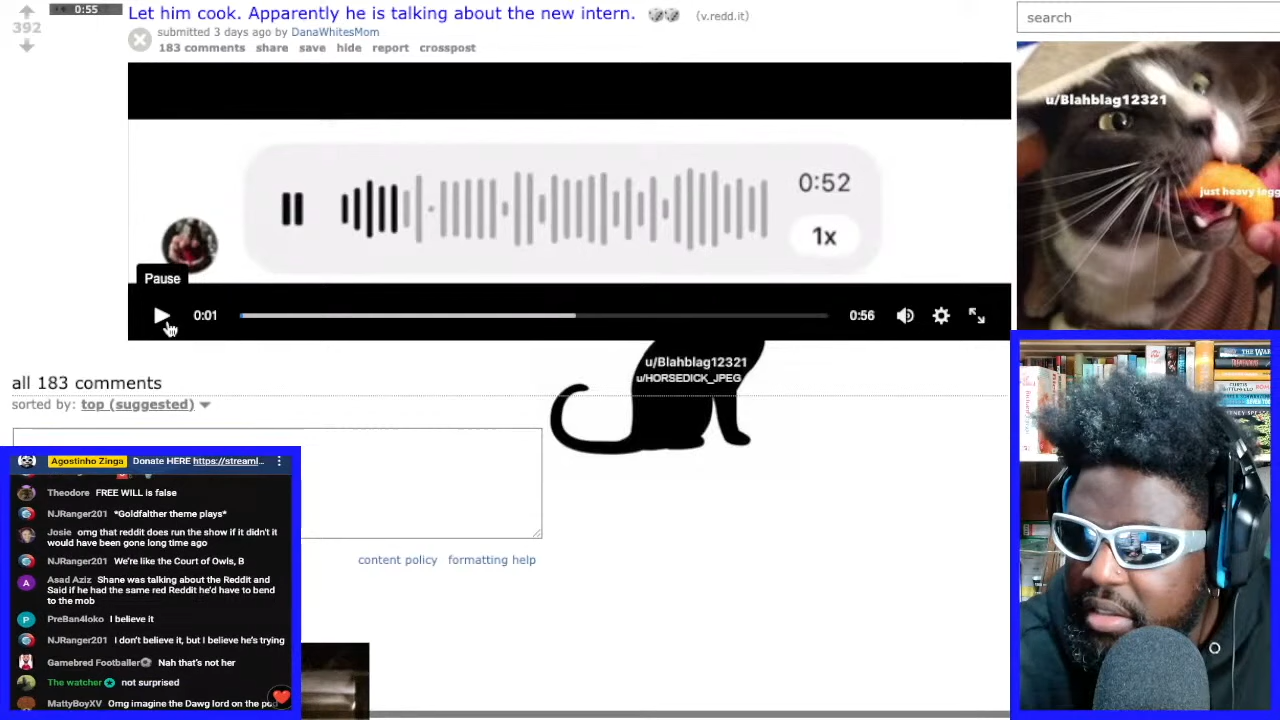 392
0:55
Let him cook. Apparently he is talking about the new intern. (v.redd.it)
submitted 3 days ago by DanaWhitesMom
183 comments share save hide report crosspost
search
u/Blahblag12321
just heavy jogg
0:52
1x
Pause
0:01
0:56
u/Blahblag12321
u/HORSEDICK_JPEG
all 183 comments
sorted by: top (suggested)
content policy formatting help
Agostinho Zinga Donate HERE https://streaml...
Theodore FREE WILL is false
NJRanger201 *Goldfalther theme plays*
Josie omg that reddit does run the show if it didn't it
would have been gone long time ago
NJRanger201 We're like the Court of Owls, B
A Asad Aziz Shane was talking about the Reddit and
Said if he had the same red Reddit he'd have to bend
to the mob
P PreBan4loko I believe it
NJRanger201 I don't believe it, but I believe he's trying
Gamebred Footballer Nah that's not her
The watcher not surprised
MattyBoyXV Omg imagine the Dawg lord on the pod